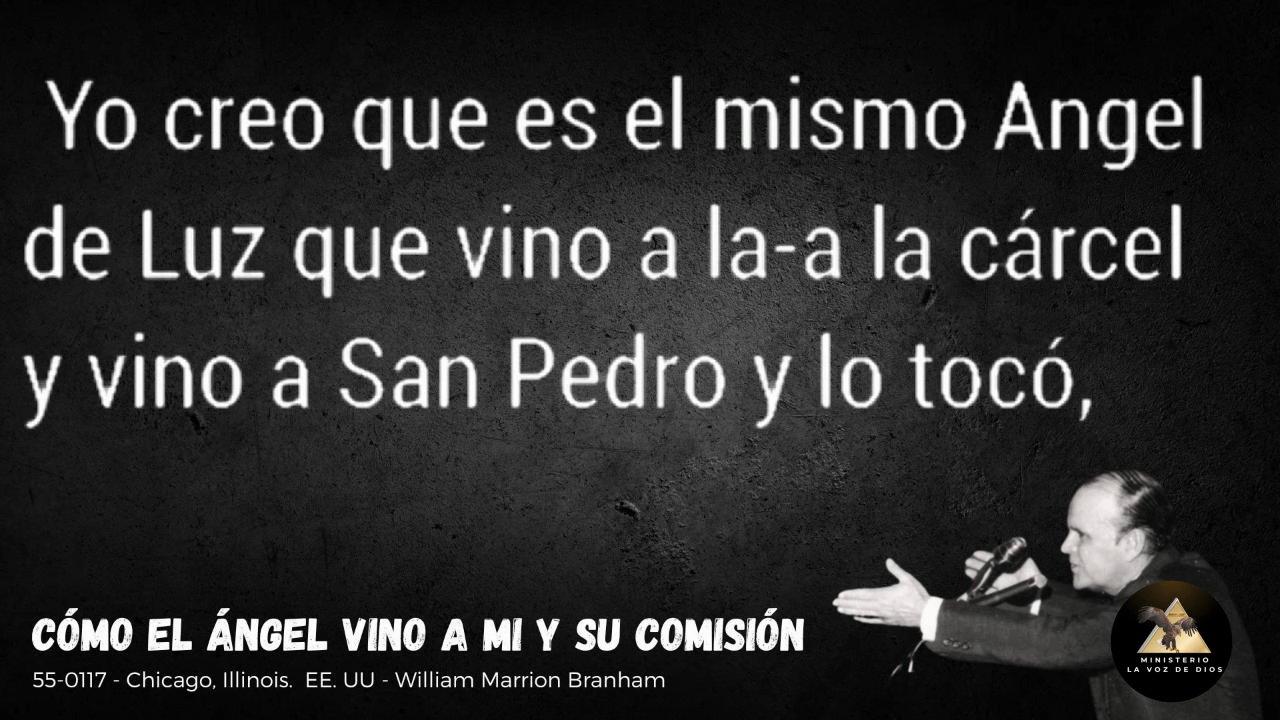 Yo creo que es el mismo Angel
de Luz que vino a la-a la cárcel
y vino a San Pedro y lo tocó,
CÓMO EL ÁNGEL VINO A MI Y SU COMISIÓN
55-0117 - Chicago, Illinois. EE. UU - William Marrion Branham
MINISTERIO
LA VOZ DE DIOS